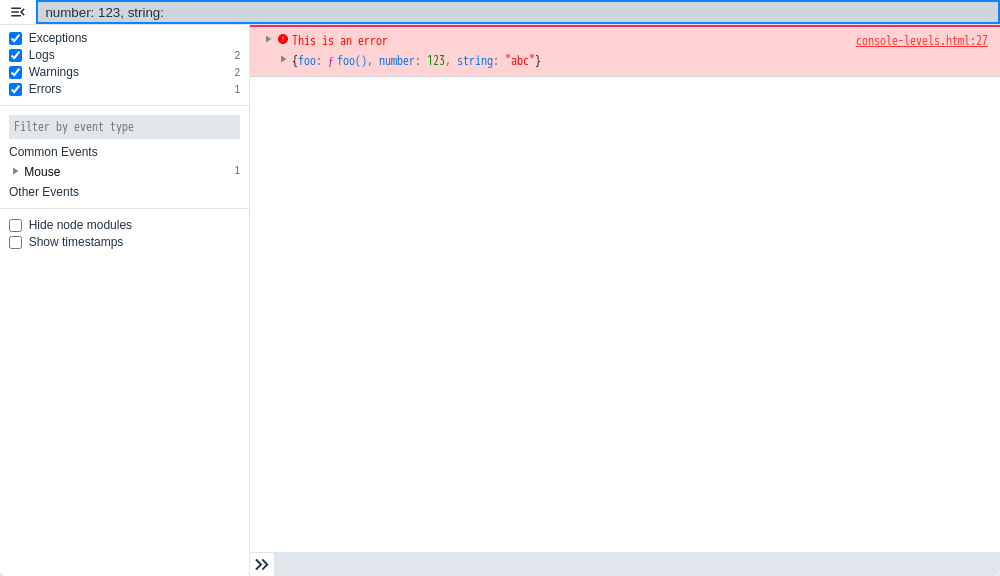 number: 123, string:
Exceptions
Logs 2
Warnings 2
Errors 1
Filter by event type
Common Events
Mouse 1
Other Events
Hide node modules
Show timestamps
This is an error console-levels.html:27
{foo: ƒ foo(), number: 123, string: "abc"}